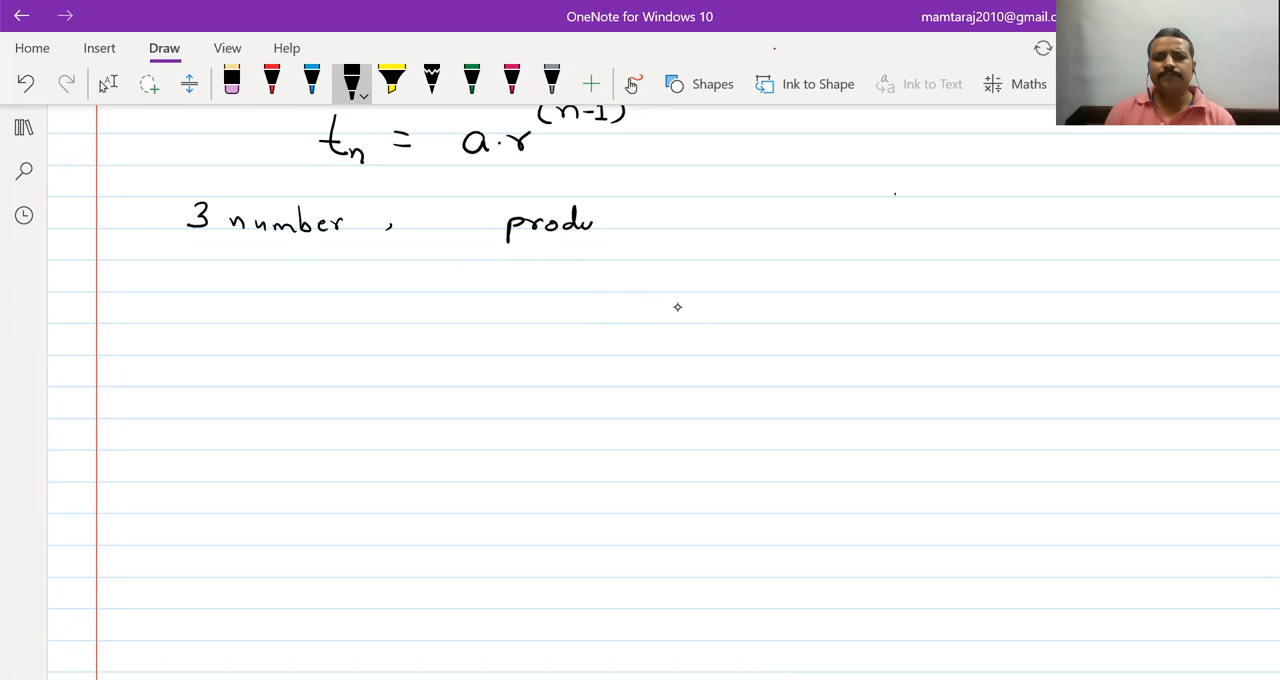 OneNote for Windows 10
mamtaraj2010@gmail.c
Home Insert Draw View Help
Shapes Ink to Shape Ink to Text Maths
tn = a.r^(n-1)
3 number , produ